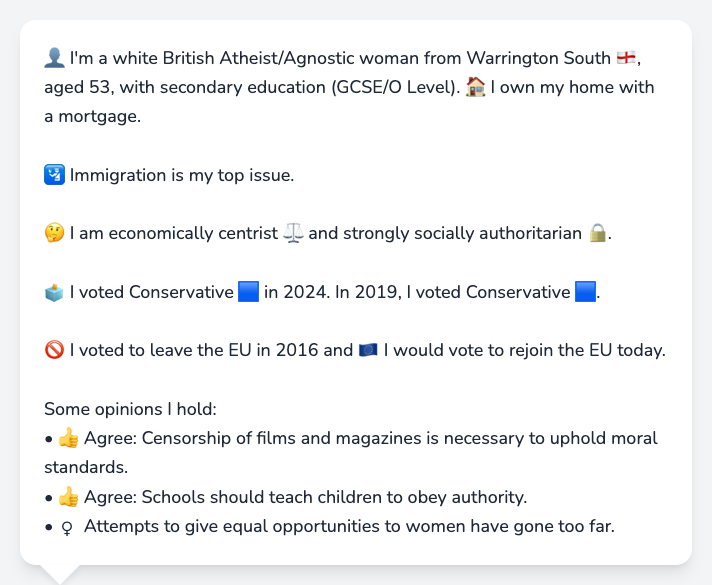 👤 I'm a white British Atheist/Agnostic woman from Warrington South 🏴󠁧󠁢󠁥󠁮󠁧󠁿,
aged 53, with secondary education (GCSE/O Level). 🏠 I own my home with
a mortgage.
🛂 Immigration is my top issue.
🤔 I am economically centrist ⚖️ and strongly socially authoritarian 🔒.
🗳️ I voted Conservative 🟦 in 2024. In 2019, I voted Conservative 🟦.
🚫 I voted to leave the EU in 2016 and 🇪🇺 I would vote to rejoin the EU today.
Some opinions I hold:
• 👍 Agree: Censorship of films and magazines is necessary to uphold moral
standards.
• 👍 Agree: Schools should teach children to obey authority.
• ♀ Attempts to give equal opportunities to women have gone too far.